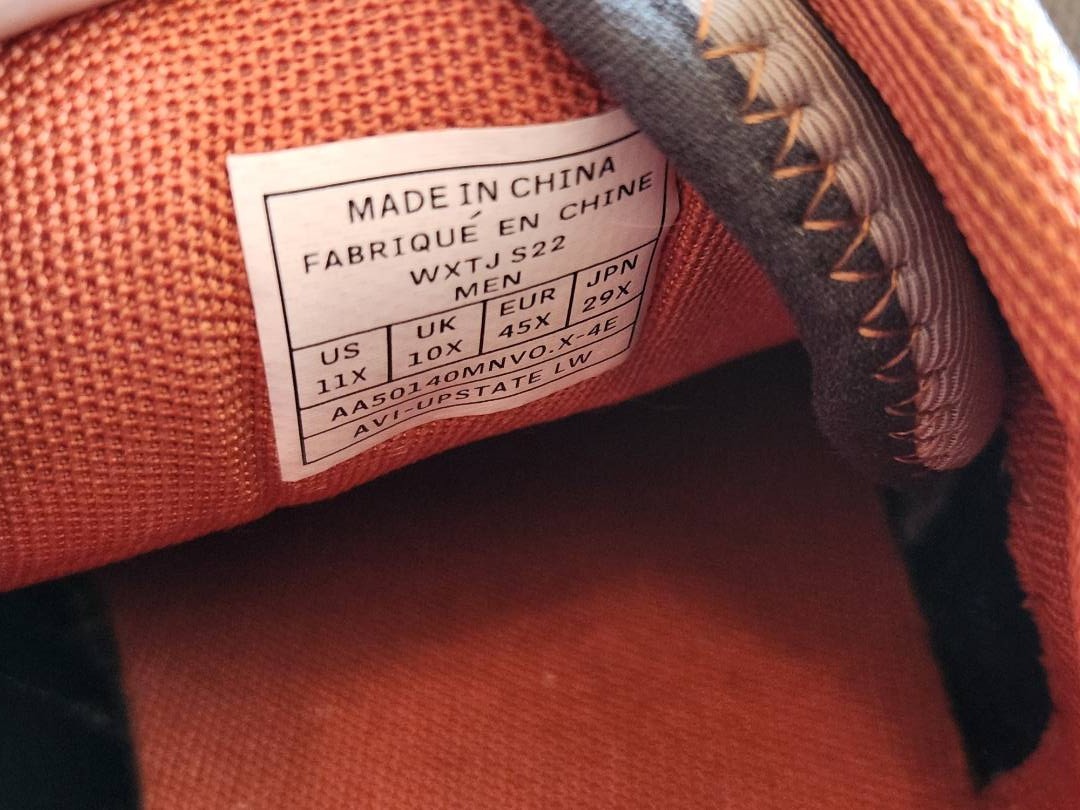 MADE IN CHINA
FABRIQUÉ EN CHINE
WXTJ S22
MEN
US UK EUR JPN
11X 10X 45X 29X
AA50140MNVO.X-4E
AVI-UPSTATE LW